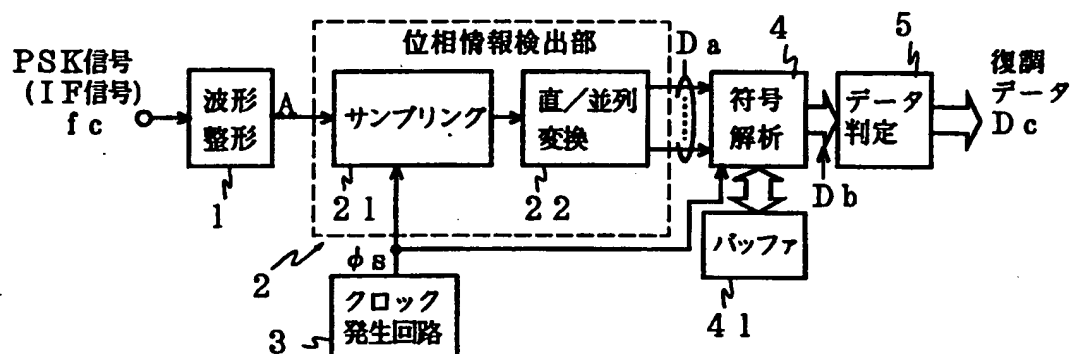 PSK信号
(IF信号)
fc
波形
整形
1
A
位相情報検出部
サンプリング
21
直/並列
変換
22
2
φs
クロック
発生回路
3
Da
符号
解析
4
バッファ
41
Db
データ
判定
5
復調
データ
Dc